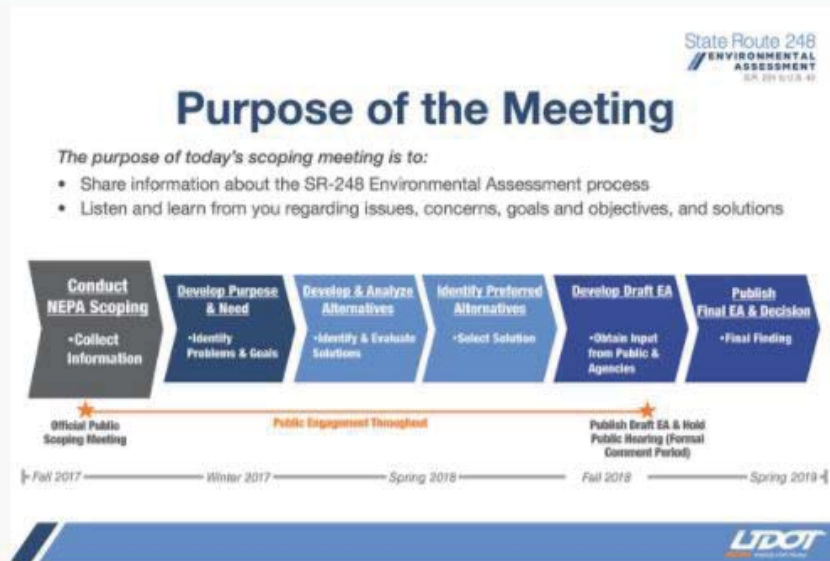 State Route 248
ENVIRONMENTAL
ASSESSMENT
Purpose of the Meeting
The purpose of today's scoping meeting is to:
• Share information about the SR-248 Environmental Assessment process
• Listen and learn from you regarding issues, concerns, goals and objectives, and solutions
Conduct
NEPA Scoping
•Collect
Information
Develop Purpose
& Need
•Identify
Problems & Goals
Develop & Analyze
Alternatives
•Identify & Evaluate
Solutions
Identify Preferred
Alternatives
•Select Solution
Develop Draft EA
•Obtain Input
from Public &
Agencies
Publish
Final EA & Decision
•Final Finding
Official Public
Scoping Meeting
Public Engagement Throughout
Publish Draft EA & Hold
Public Hearing (Formal
Comment Period)
Fall 2017
Winter 2017
Spring 2018
Fall 2018
Spring 2019
UDOT